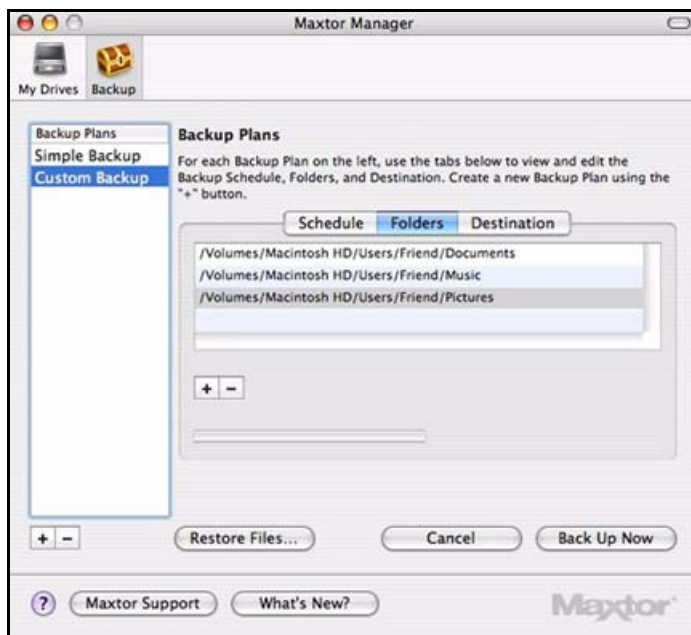 Maxtor Manager
My Drives
Backup
Backup Plans
Simple Backup
Custom Backup
Backup Plans
For each Backup Plan on the left, use the tabs below to view and edit the
Backup Schedule, Folders, and Destination. Create a new Backup Plan using the
"+" button.
Schedule Folders Destination
/Volumes/Macintosh HD/Users/Friend/Documents
/Volumes/Macintosh HD/Users/Friend/Music
/Volumes/Macintosh HD/Users/Friend/Pictures
+ −
+ −
Restore Files... Cancel Back Up Now
? Maxtor Support What's New? Maxtor